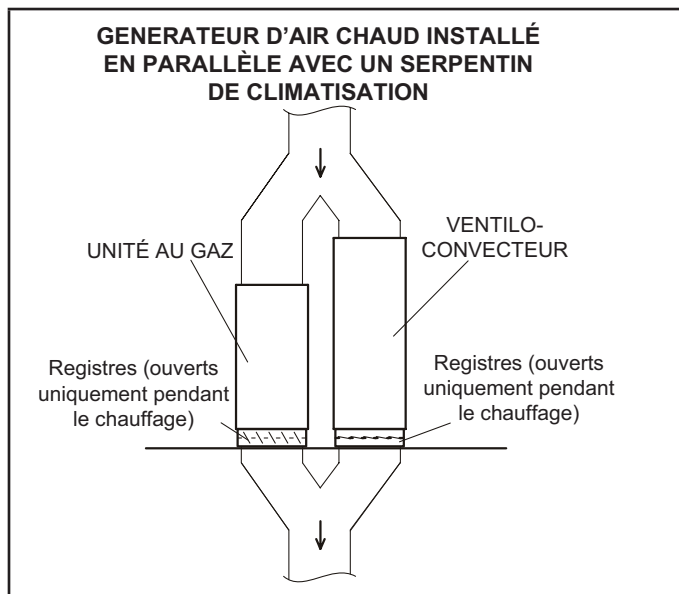 GENERATEUR D’AIR CHAUD INSTALLÉ
EN PARALLÈLE AVEC UN SERPENTIN
DE CLIMATISATION
UNITÉ AU GAZ
VENTILO-
CONVECTEUR
Registres (ouverts
uniquement pendant
le chauffage)
Registres (ouverts
uniquement pendant
le chauffage)